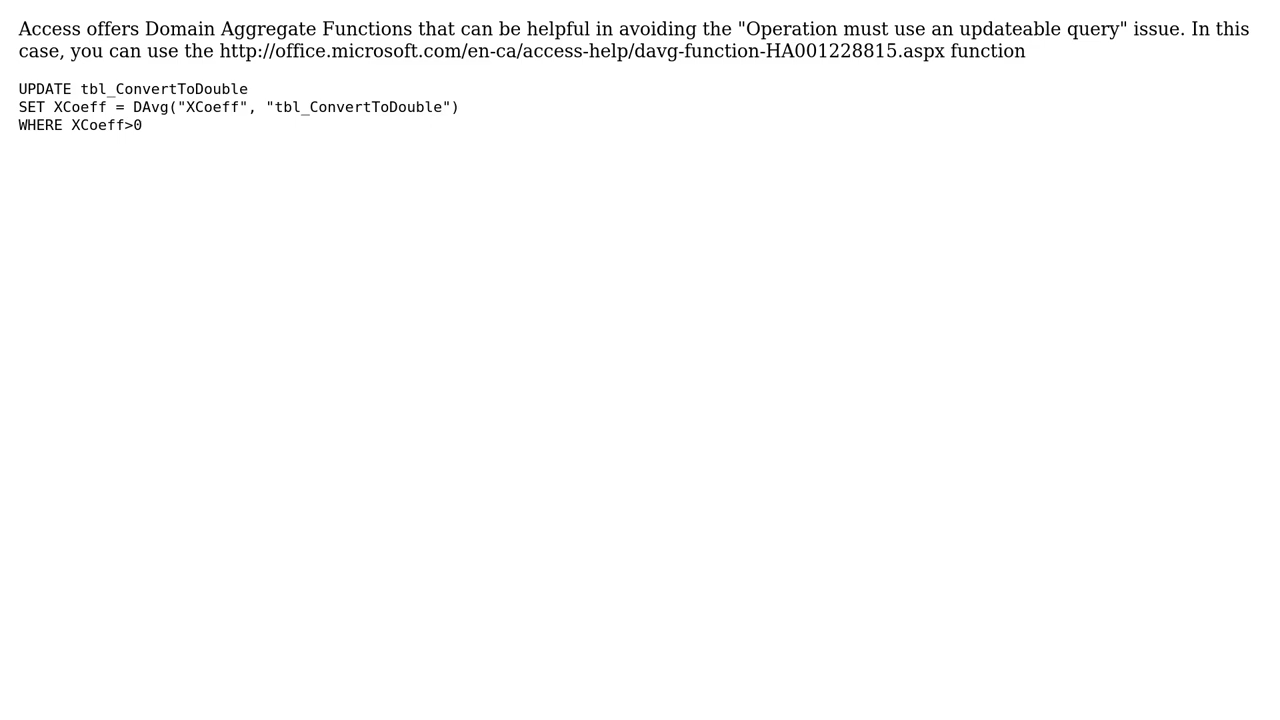 Access offers Domain Aggregate Functions that can be helpful in avoiding the "Operation must use an updateable query" issue. In this
case, you can use the http://office.microsoft.com/en-ca/access-help/davg-function-HA001228815.aspx function
UPDATE tbl_ConvertToDouble
SET XCoeff = DAvg("XCoeff", "tbl_ConvertToDouble")
WHERE XCoeff>0